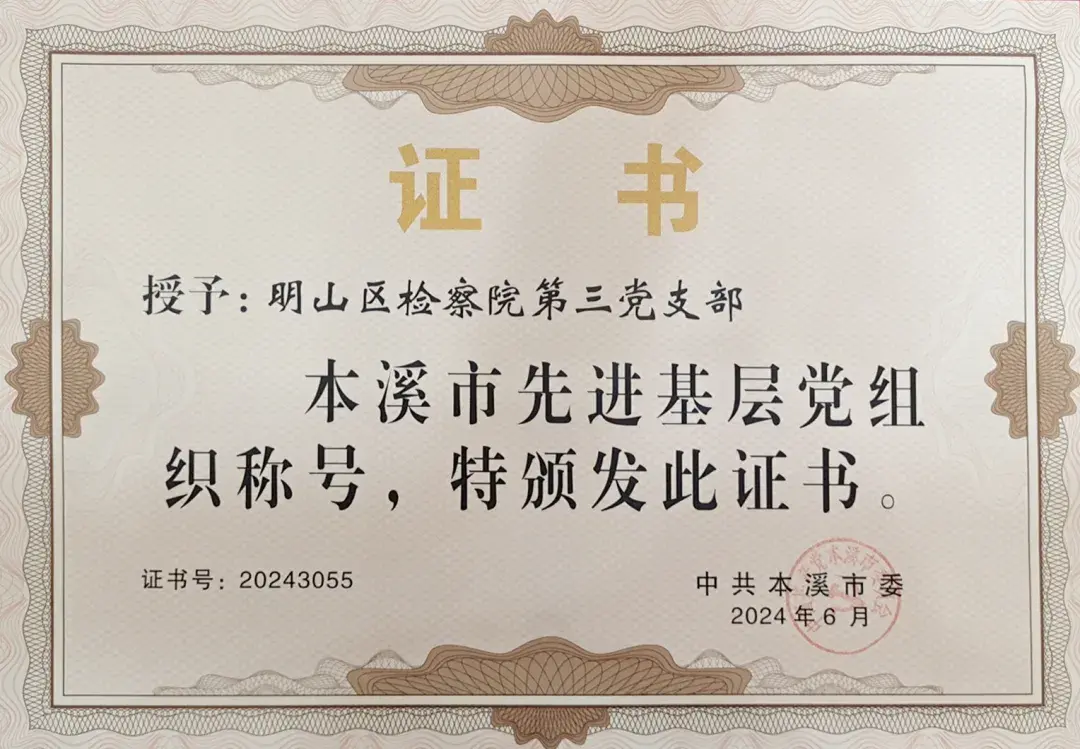 证 书
授予：明山区检察院第三党支部
本溪市先进基层党组
织称号，特颁发此证书。
证书号：20243055
中共本溪市委
2024年6月